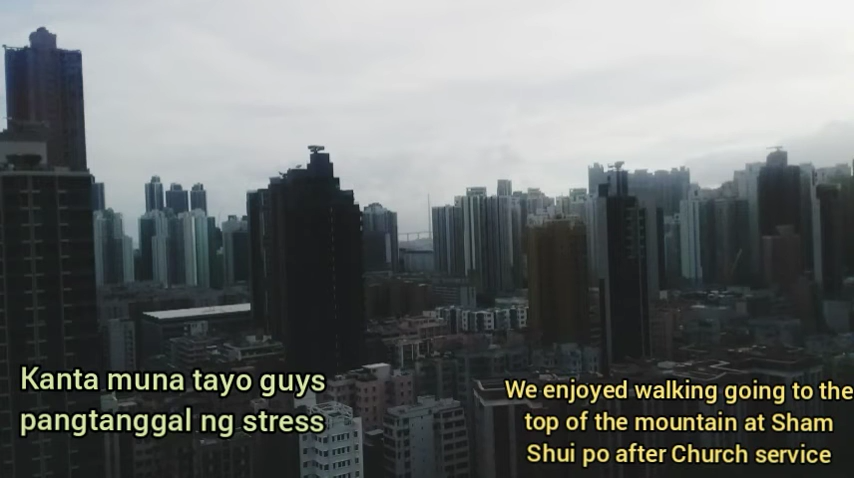 Kanta muna tayo guys
pangtanggal ng stress
We enjoyed walking going to the
top of the mountain at Sham
Shui po after Church service